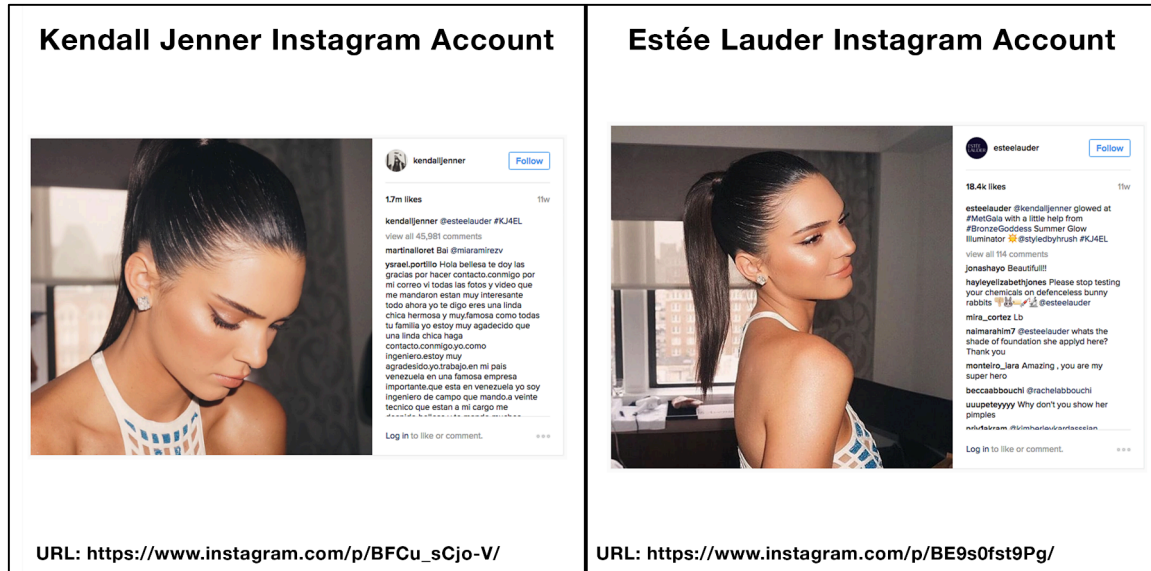 Kendall Jenner Instagram Account
kendalljenner
Follow
1.7m likes
11w
kendalljenner @esteelauder #KJ4EL
view all 45,981 comments
martinalloret Bai @miaramirezv
ysrael.portillo Hola bellesa te doy las
gracias por hacer contacto.conmigo por
mi correo vi todas las fotos y video que
me mandaron estan muy interesante
todo ahora yo te digo eres una linda
chica hermosa y muy.famosa como todas
tu familia yo estoy muy agadecido que
una linda chica haga
contacto.conmigo.yo.como
ingeniero.estoy muy
agradesido.yo.trabajo.en mi pais
venezuela en una famosa empresa
importante.que esta en venezuela yo soy
ingeniero de campo que mando.a veinte
tecnico que estan a mi cargo me
Log in to like or comment.
URL: https://www.instagram.com/p/BFCu_sCjo-V/
Estée Lauder Instagram Account
ESTĒE
LAUDER
esteelauder
Follow
18.4k likes
11w
esteelauder @kendalljenner glowed at
#MetGala with a little help from
#BronzeGoddess Summer Glow
Illuminator @styledbyhrush #KJ4EL
view all 114 comments
jonashayo Beautifull!!
hayleyelizabethjones Please stop testing
your chemicals on defenceless bunny
rabbits @esteelauder
mira_cortez Lb
naimarahim7 @esteelauder whats the
shade of foundation she applyd here?
Thank you
monteiro_lara Amazing , you are my
super hero
beccaabbouchi @rachelabbouchi
uuupeteyyyy Why don't you show her
pimples
Log in to like or comment.
URL: https://www.instagram.com/p/BE9s0fst9Pg/